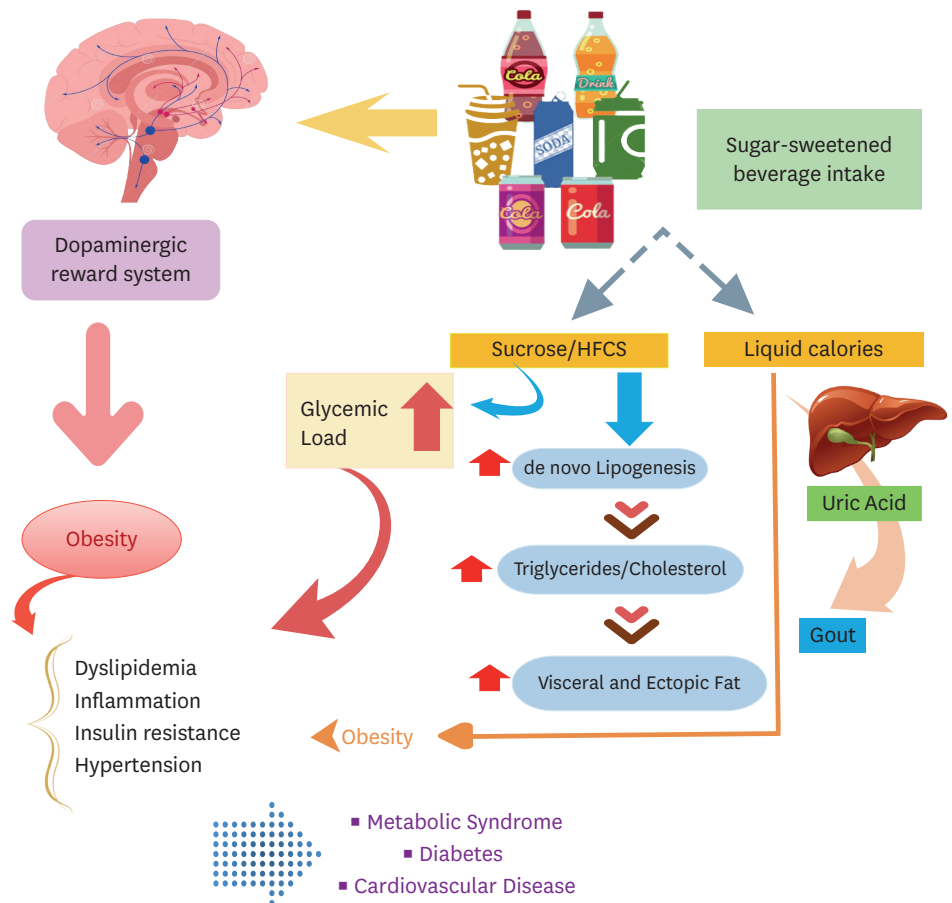 Cola
Drink
SODA
Cola
Cola
Sugar-sweetened
beverage intake
Dopaminergic
reward system
Sucrose/HFCS
Liquid calories
Glycemic
Load
de novo Lipogenesis
Uric Acid
Obesity
Triglycerides/Cholesterol
Gout
Dyslipidemia
Inflammation
Insulin resistance
Hypertension
Visceral and Ectopic Fat
Obesity
▪ Metabolic Syndrome
▪ Diabetes
▪ Cardiovascular Disease